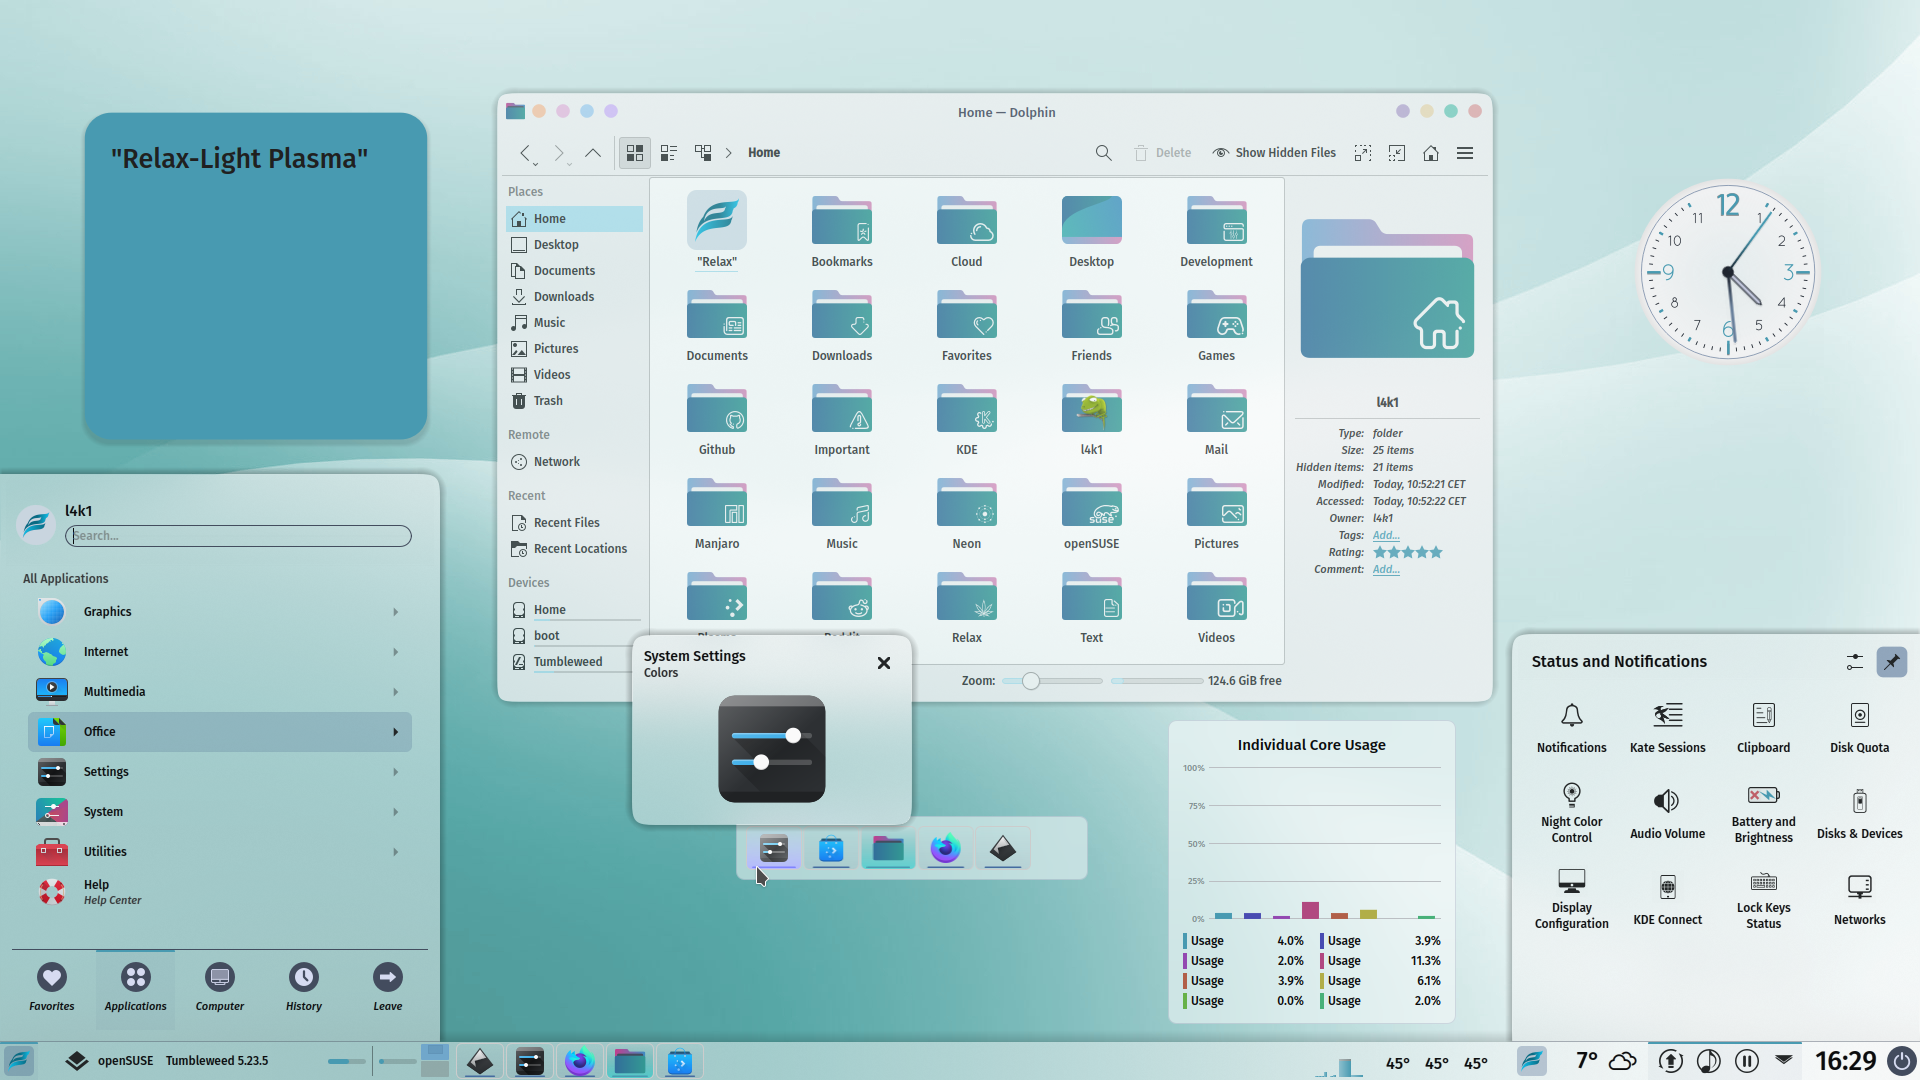 "Relax-Light Plasma"
Home — Dolphin
Home
Delete
Show Hidden Files
Places
Home
Desktop
Documents
Downloads
Music
Pictures
Videos
Trash
Remote
Network
Recent
Recent Files
Recent Locations
Devices
Home
boot
Tumbleweed
"Relax" Bookmarks Cloud Desktop Development
Documents Downloads Favorites Friends Games
Github Important KDE l4k1 Mail
Manjaro Music Neon openSUSE Pictures
Relax Text Videos
Zoom: 124.6 GiB free
l4k1
Type: folder
Size: 25 items
Hidden items: 21 items
Modified: Today, 10:52:21 CET
Accessed: Today, 10:52:22 CET
Owner: l4k1
Tags: Add...
Rating:
Comment: Add...
12
1
2
3
4
5
6
7
8
9
10
11
l4k1
Search...
All Applications
Graphics
Internet
Multimedia
Office
Settings
System
Utilities
Help
Help Center
Favorites Applications Computer History Leave
System Settings
Colors
Individual Core Usage
100%
75%
50%
25%
0%
Usage 4.0% Usage 3.9%
Usage 2.0% Usage 11.3%
Usage 3.9% Usage 6.1%
Usage 0.0% Usage 2.0%
Status and Notifications
Notifications Kate Sessions Clipboard Disk Quota
Night Color Control
Audio Volume
Battery and Brightness
Disks & Devices
Display Configuration
KDE Connect
Lock Keys Status
Networks
openSUSE Tumbleweed 5.23.5
45° 45° 45°
7°
16:29